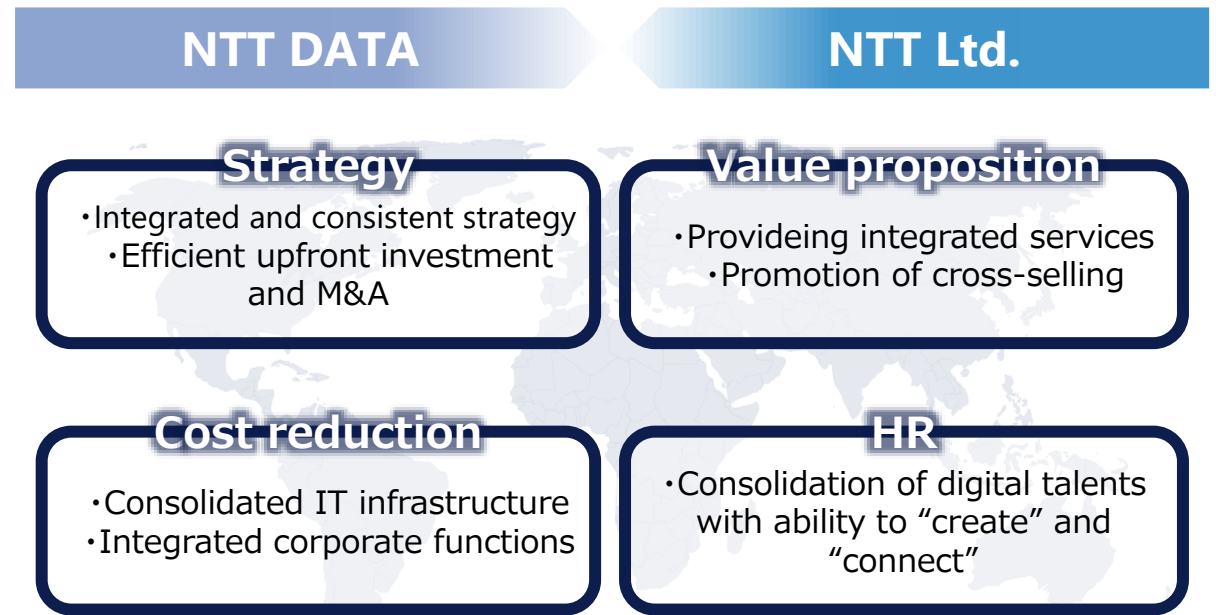 NTT DATA
NTT Ltd.
Strategy
・Integrated and consistent strategy
・Efficient upfront investment
and M&A
Value proposition
・Provideing integrated services
・Promotion of cross-selling
Cost reduction
・Consolidated IT infrastructure
・Integrated corporate functions
HR
・Consolidation of digital talents
with ability to “create” and
“connect”